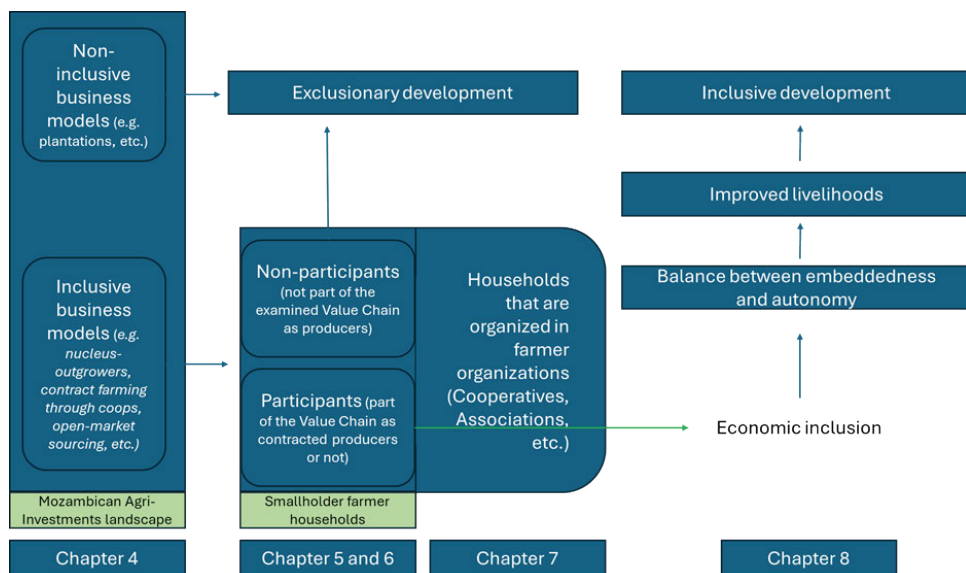 Non-
inclusive
business
models (e.g.
plantations, etc.)
Exclusionary development
Inclusive development
Improved livelihoods
Inclusive
business
models (e.g.
nucleus-
outgrowers,
contract farming
through coops,
open-market
sourcing, etc.)
Non-participants
(not part of the
examined Value Chain
as producers)
Participants (part
of the Value Chain as
contracted producers
or not)
Households
that are
organized in
farmer
organizations
(Cooperatives,
Associations,
etc.)
Balance between embeddedness
and autonomy
Economic inclusion
Mozambican Agri-
Investments landscape
Smallholder farmer
households
Chapter 4
Chapter 5 and 6
Chapter 7
Chapter 8